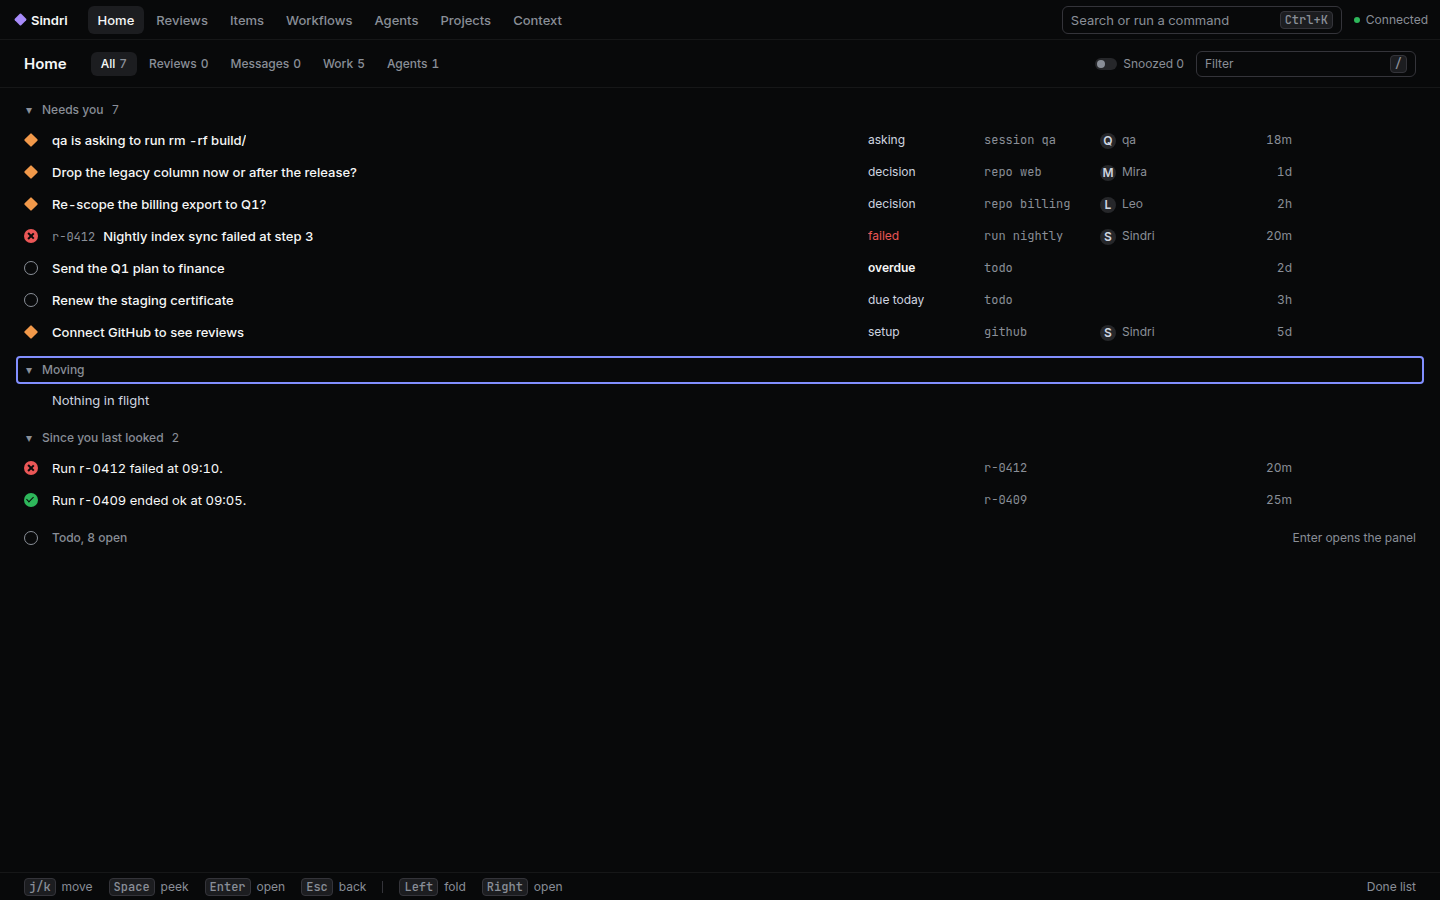 Sindri Home Reviews Items Workflows Agents Projects Context Search or run a command Ctrl+K Connected
Home All 7 Reviews 0 Messages 0 Work 5 Agents 1 Snoozed 0 Filter /
Needs you 7
qa is asking to run rm -rf build/ asking session qa Q qa 18m
Drop the legacy column now or after the release? decision repo web M Mira 1d
Re-scope the billing export to Q1? decision repo billing L Leo 2h
r-0412 Nightly index sync failed at step 3 failed run nightly S Sindri 20m
Send the Q1 plan to finance overdue todo 2d
Renew the staging certificate due today todo 3h
Connect GitHub to see reviews setup github S Sindri 5d
Moving
Nothing in flight
Since you last looked 2
Run r-0412 failed at 09:10. r-0412 20m
Run r-0409 ended ok at 09:05. r-0409 25m
Todo, 8 open Enter opens the panel
j/k move Space peek Enter open Esc back Left fold Right open Done list